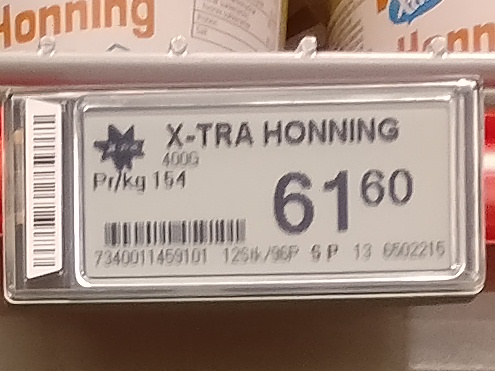 Honning
X-TRA HONNING
400G
Pr/kg 154
61 60
7340011459101 12Stk/96P S P 13 6502215